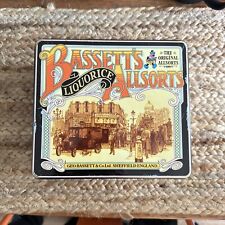 BASSETT'S
LIQUORICE
ALLSORTS
THE
ORIGINAL
ALLSORTS
GEO. BASSETT & Co. Ltd. SHEFFIELD ENGLAND.